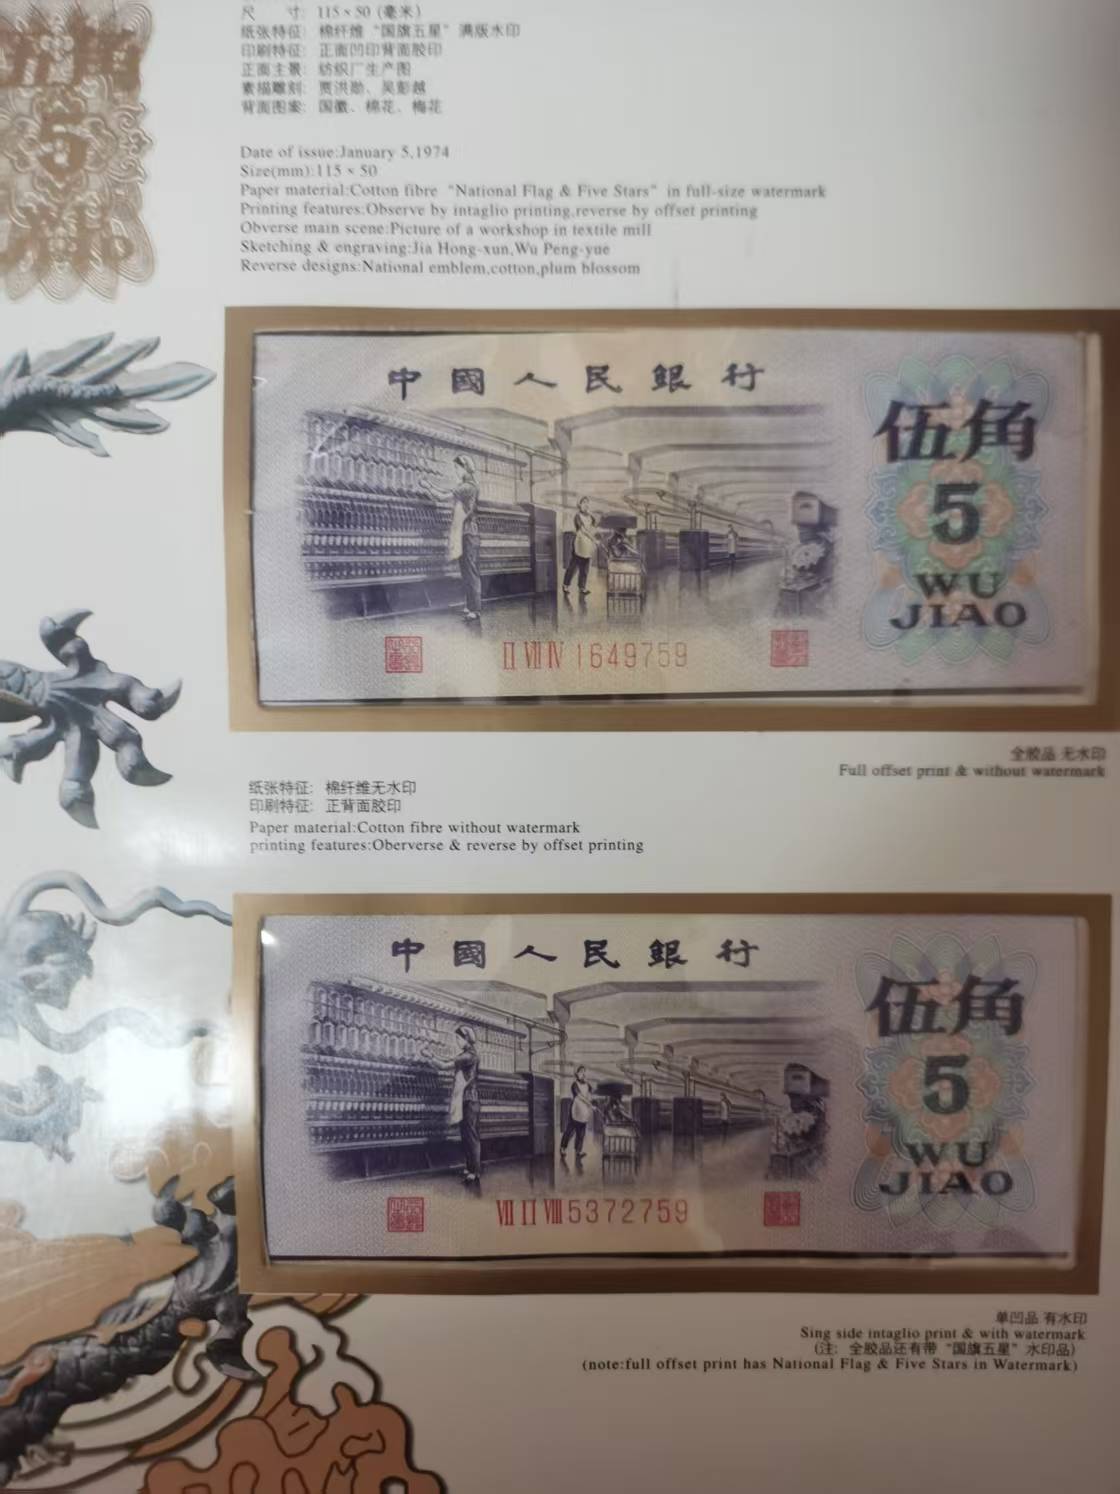 尺　　寸: 115×50 (毫米)
纸张特征: 棉纤维“国旗五星”满版水印
印刷特征: 正面凹印背面胶印
正面主景: 纺织厂生产图
素描雕刻: 贾洪勋、吴彭越
背面图案: 国徽、棉花、梅花
伍角
5
Date of issue:January 5,1974
Size(mm):115×50
Paper material:Cotton fibre “National Flag & Five Stars” in full-size watermark
Printing features:Observe by intaglio printing,reverse by offset printing
Obverse main scene:Picture of a workshop in textile mill
Sketching & engraving:Jia Hong-xun,Wu Peng-yue
Reverse designs:National emblem,cotton,plum blossom
中國人民銀行
伍角
5
WU
JIAO
II VII IV 1649759
全胶品 无水印
Full offset print & without watermark
纸张特征: 棉纤维无水印
印刷特征: 正背面胶印
Paper material:Cotton fibre without watermark
printing features:Oberverse & reverse by offset printing
中國人民銀行
伍角
5
WU
JIAO
VII II VIII 5372759
单凹品 有水印
Sing side intaglio print & with watermark
(注: 全胶品还有带“国旗五星”水印品)
(note:full offset print has National Flag & Five Stars in Watermark)